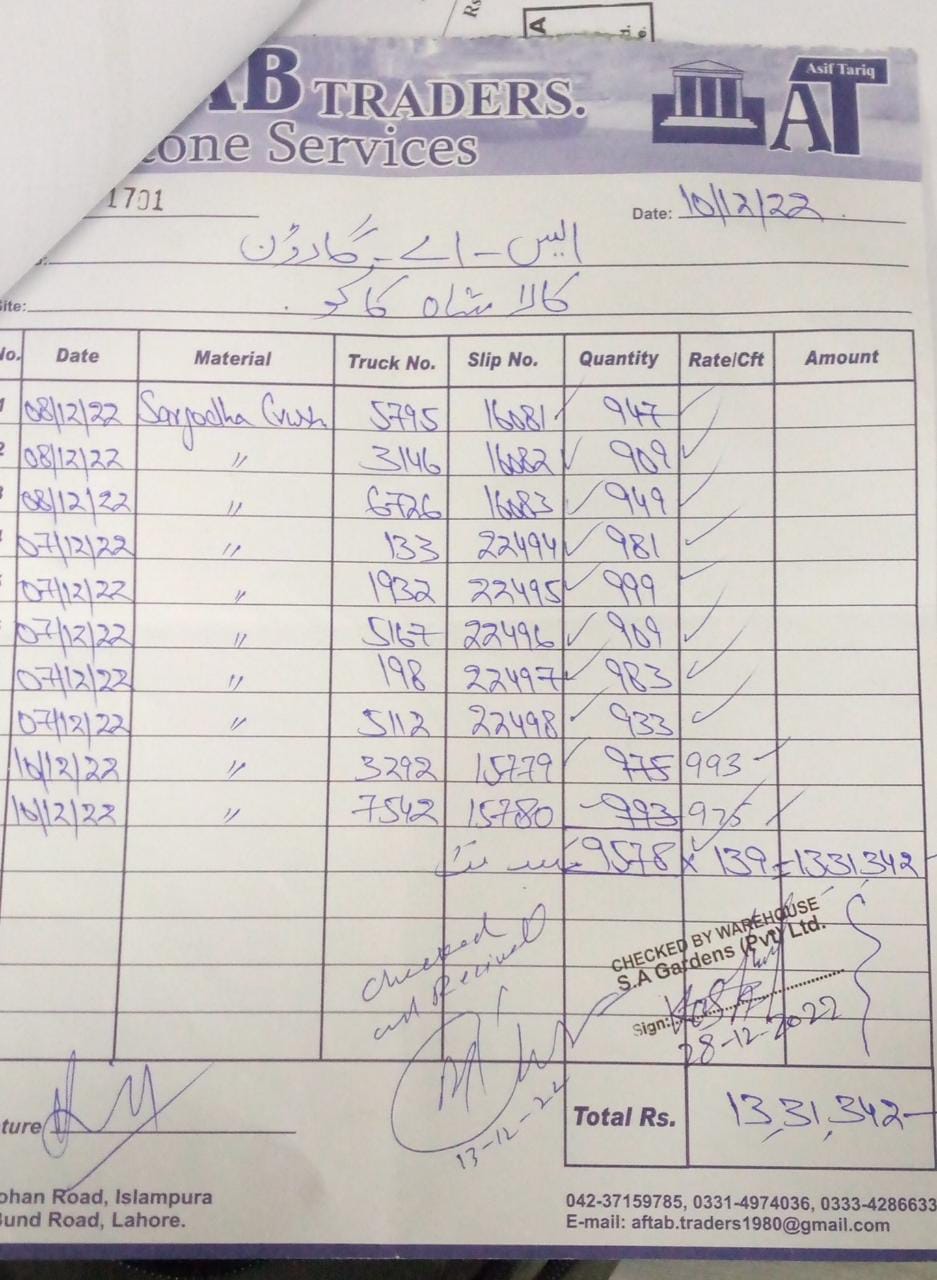 Rs
A
AB TRADERS.
one Services
Asif Tariq
AT
1701
Date: 10/12/22
ایس - اے - گارڈن
Site: کالا شاہ کاکو
No. Date Material Truck No. Slip No. Quantity Rate/Cft Amount
1 08/12/22 Sargodha Crush 5795 16081 947
2 08/12/22 〃 3146 16082 909
3 08/12/22 〃 6726 16083 949
07/12/22 〃 133 22494 981
07/12/22 〃 1932 22495 999
07/12/22 〃 5167 22496 909
07/12/22 〃 198 22497 983
07/12/22 〃 5112 22498 933
10/12/22 〃 3292 15779 975 993
10/12/22 〃 7542 15780 993 975
9578 x 139 = 1331342
checked
and Recived
CHECKED BY WAREHOUSE
S.A Gardens (Pvt) Ltd.
Sign:
28-12-2022
13-12-22
ture
Total Rs. 13,31,342
ohan Road, Islampura
Bund Road, Lahore.
042-37159785, 0331-4974036, 0333-4286633
E-mail: aftab.traders1980@gmail.com